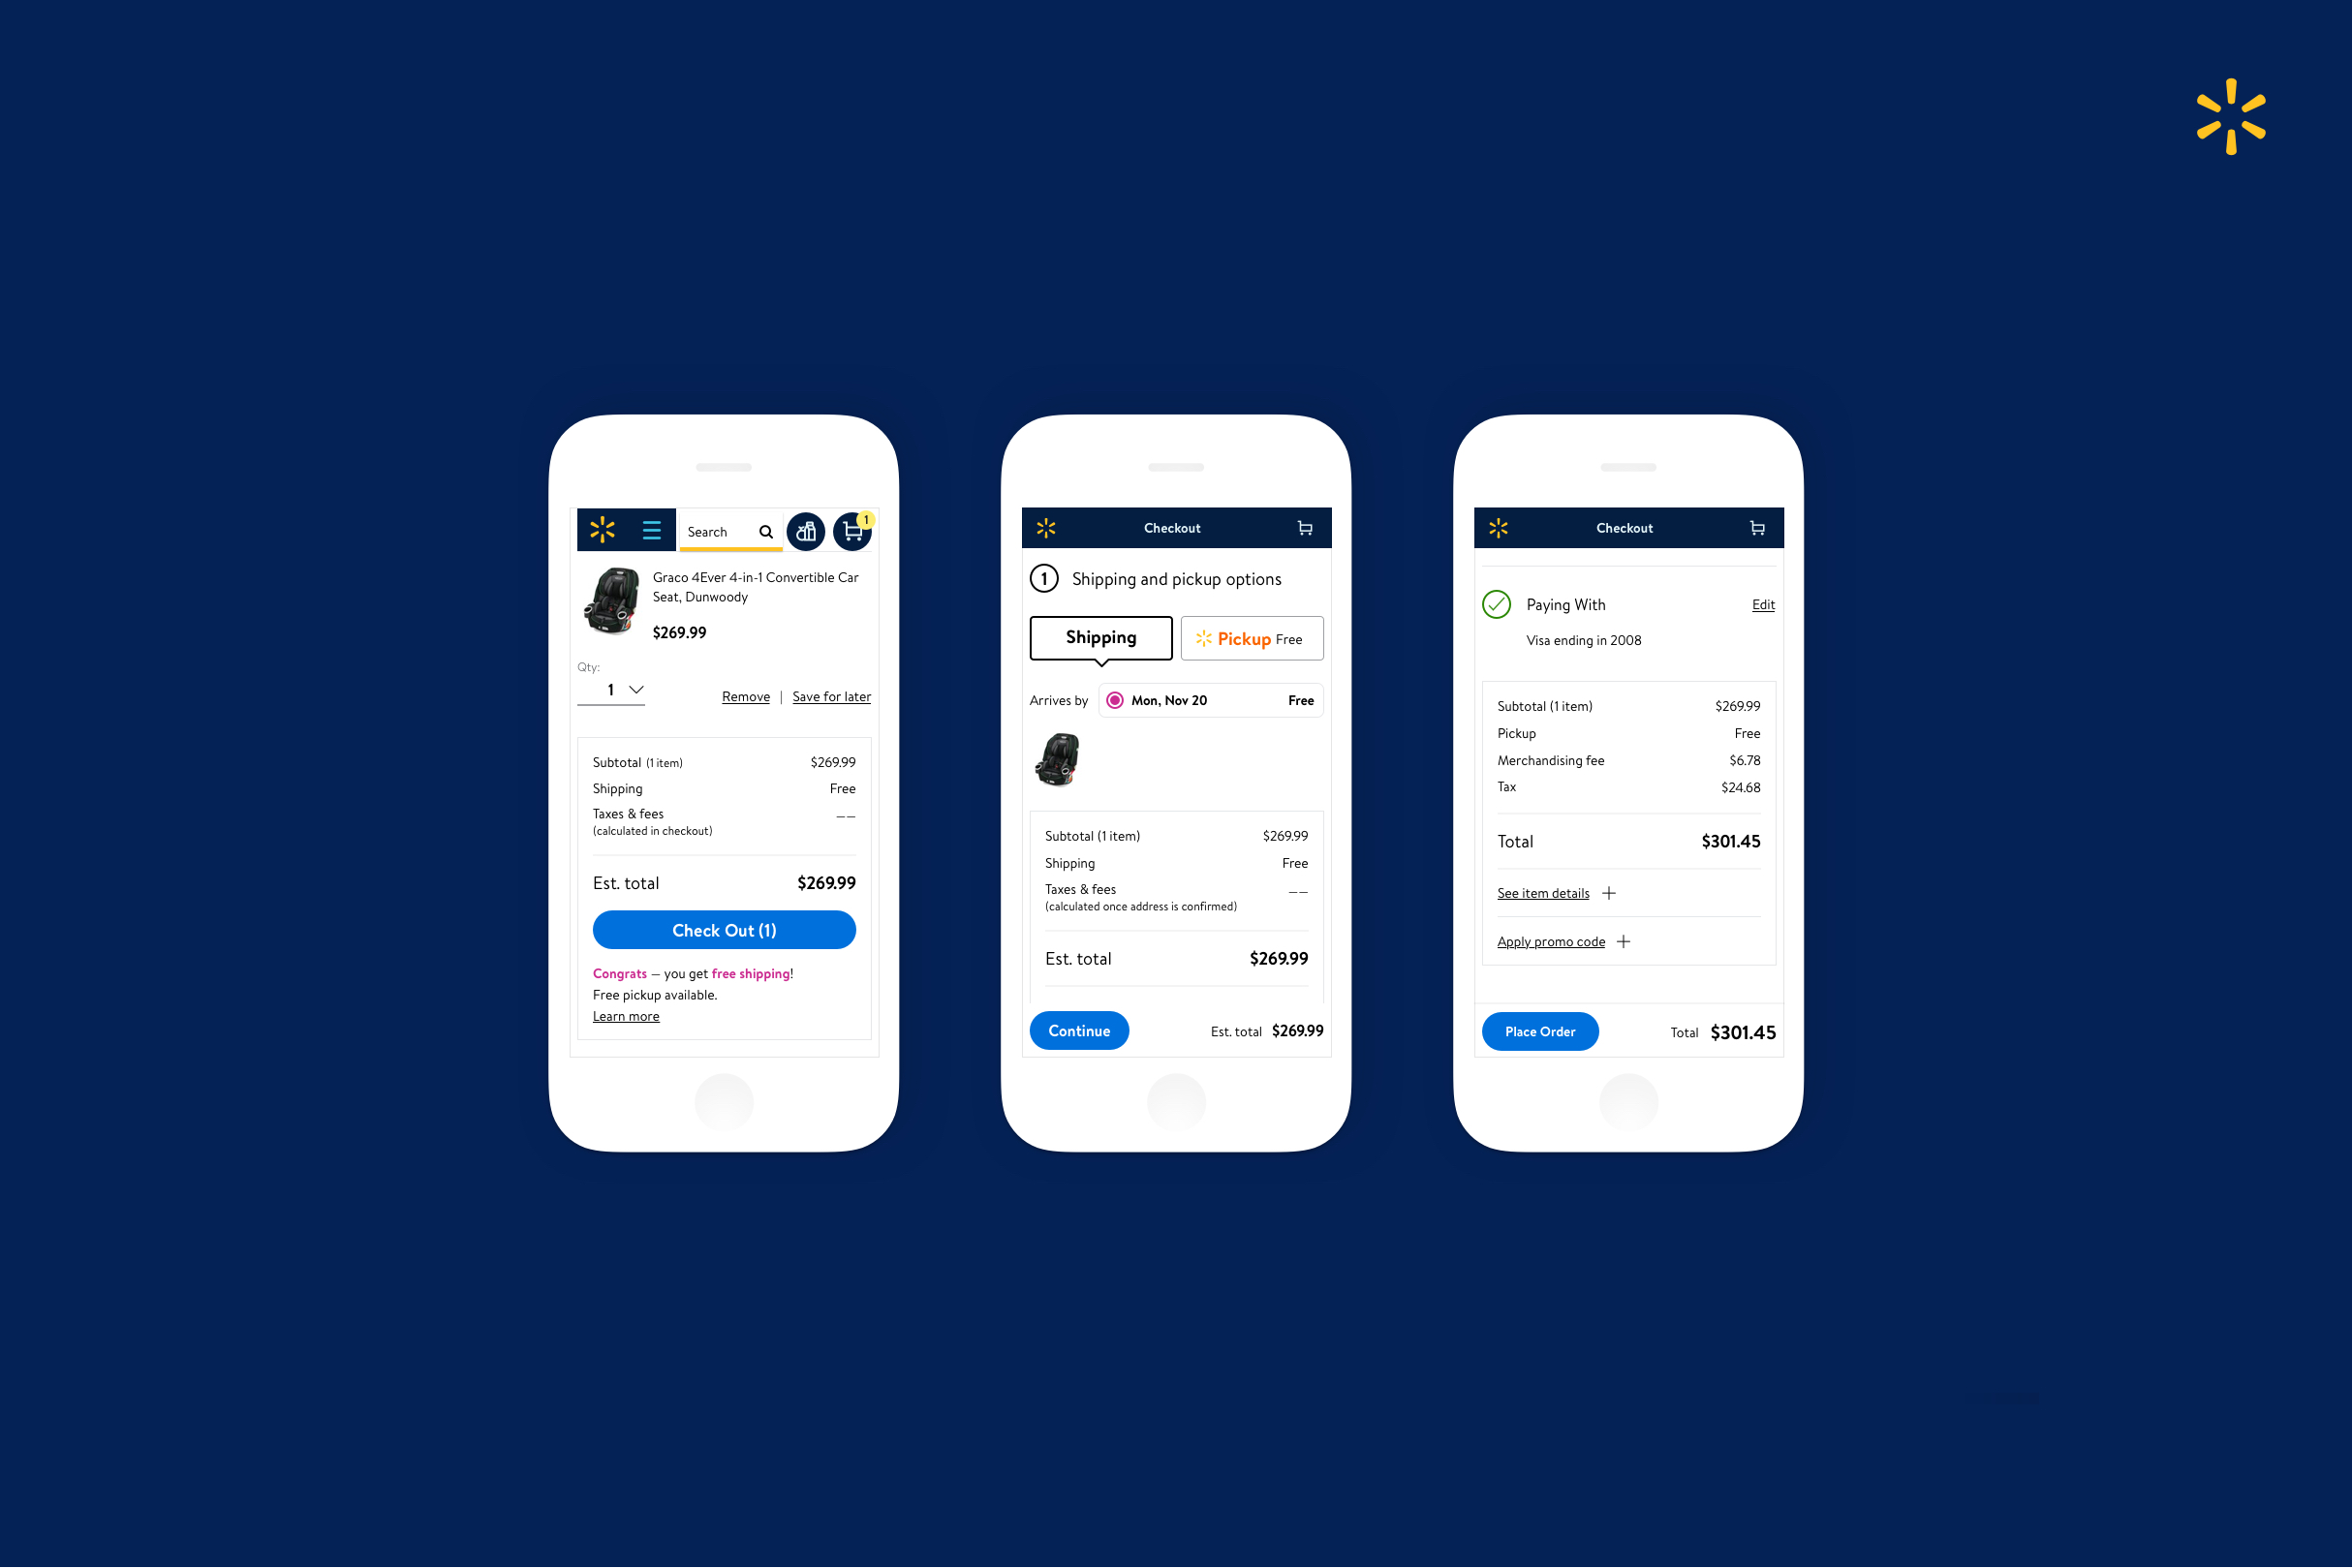 Search
1
Graco 4Ever 4-in-1 Convertible Car
Seat, Dunwoody
$269.99
Qty:
1
Remove | Save for later
Subtotal (1 item) $269.99
Shipping Free
Taxes & fees ––
(calculated in checkout)
Est. total $269.99
Check Out (1)
Congrats – you get free shipping!
Free pickup available.
Learn more
Checkout
1 Shipping and pickup options
Shipping
Pickup Free
Arrives by Mon, Nov 20 Free
Subtotal (1 item) $269.99
Shipping Free
Taxes & fees ––
(calculated once address is confirmed)
Est. total $269.99
Continue Est. total $269.99
Checkout
Paying With Edit
Visa ending in 2008
Subtotal (1 item) $269.99
Pickup Free
Merchandising fee $6.78
Tax $24.68
Total $301.45
See item details +
Apply promo code +
Place Order Total $301.45